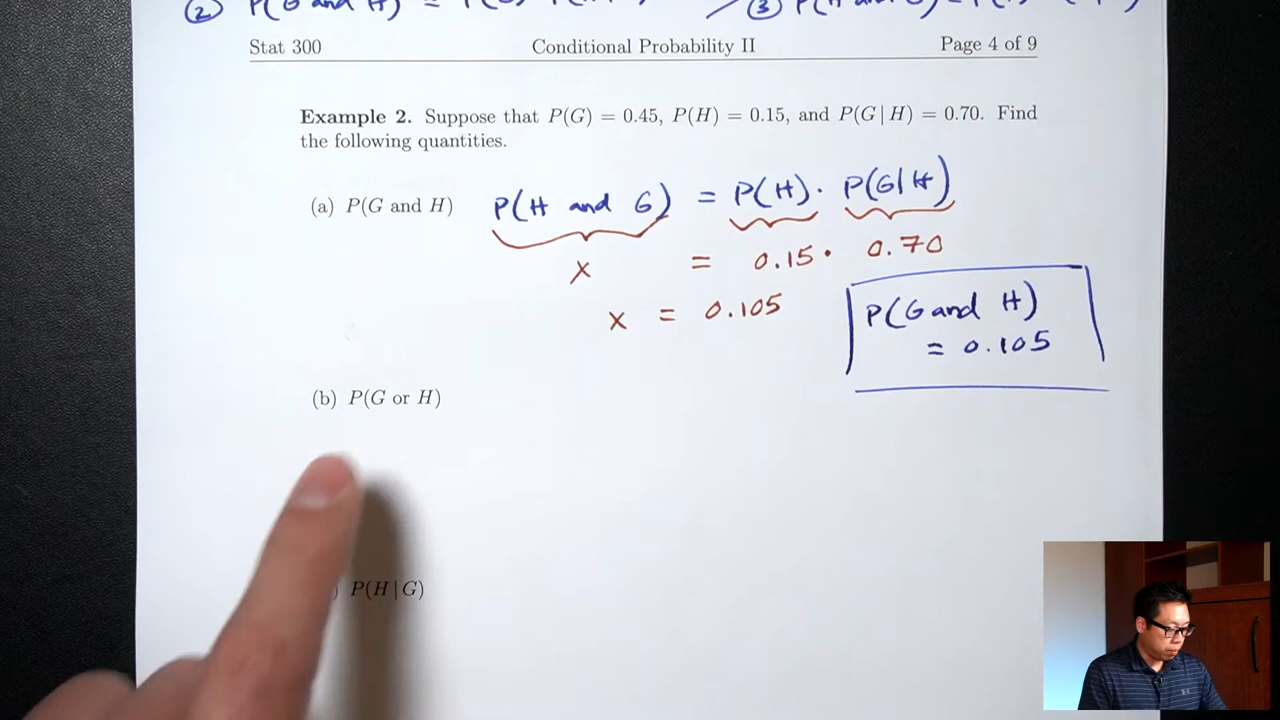 Stat 300 Conditional Probability II Page 4 of 9
Example 2. Suppose that P(G) = 0.45, P(H) = 0.15, and P(G | H) = 0.70. Find
the following quantities.
(a) P(G and H) P(H and G) = P(H) · P(G|H)
x = 0.15 · 0.70
x = 0.105
P(G and H)
= 0.105
(b) P(G or H)
) P(H | G)